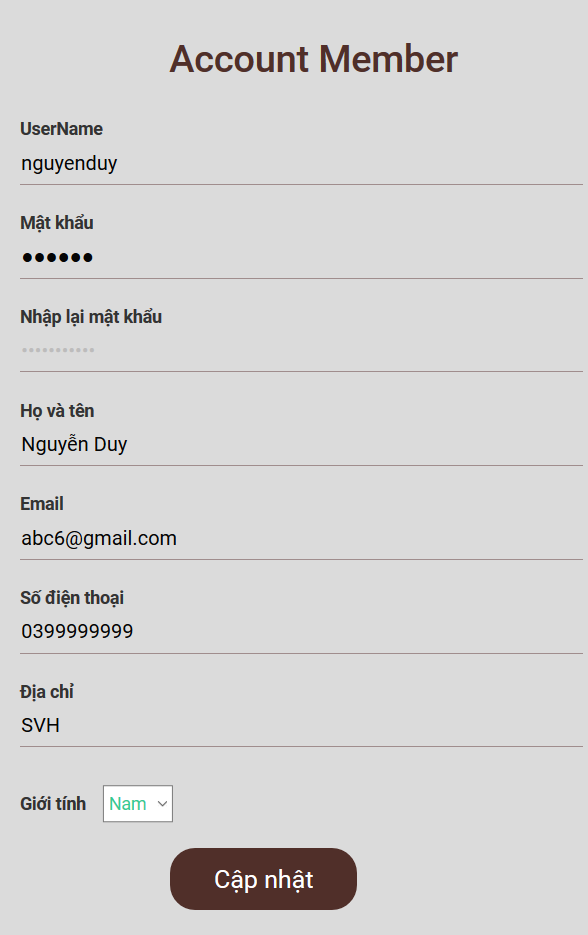 Account Member
UserName
nguyenduy
Mật khẩu
●●●●●●
Nhập lại mật khẩu
•••••••••••
Họ và tên
Nguyễn Duy
Email
abc6@gmail.com
Số điện thoại
0399999999
Địa chỉ
SVH
Giới tính Nam
Cập nhật